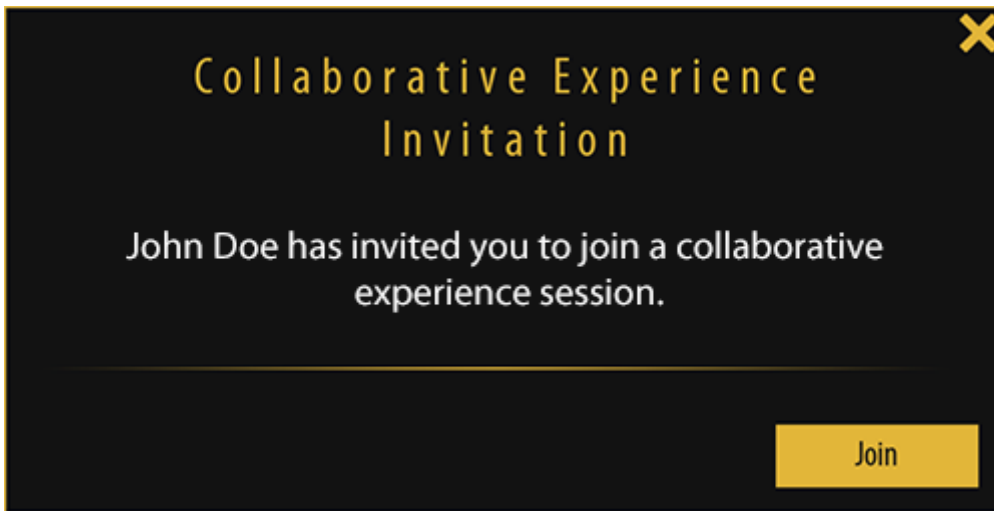 Collaborative Experience
Invitation
John Doe has invited you to join a collaborative
experience session.
Join